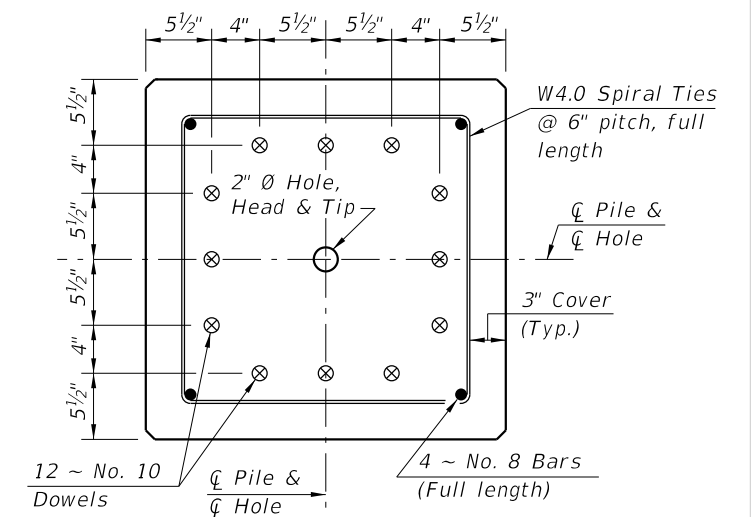 5½" 4" 5½" 5½" 4" 5½"
5½"
4"
5½"
5½"
4"
5½"
W4.0 Spiral Ties
@ 6" pitch, full
length
2" Ø Hole,
Head & Tip
℄ Pile &
℄ Hole
3" Cover
(Typ.)
12 ~ No. 10
Dowels
℄ Pile &
℄ Hole
4 ~ No. 8 Bars
(Full length)